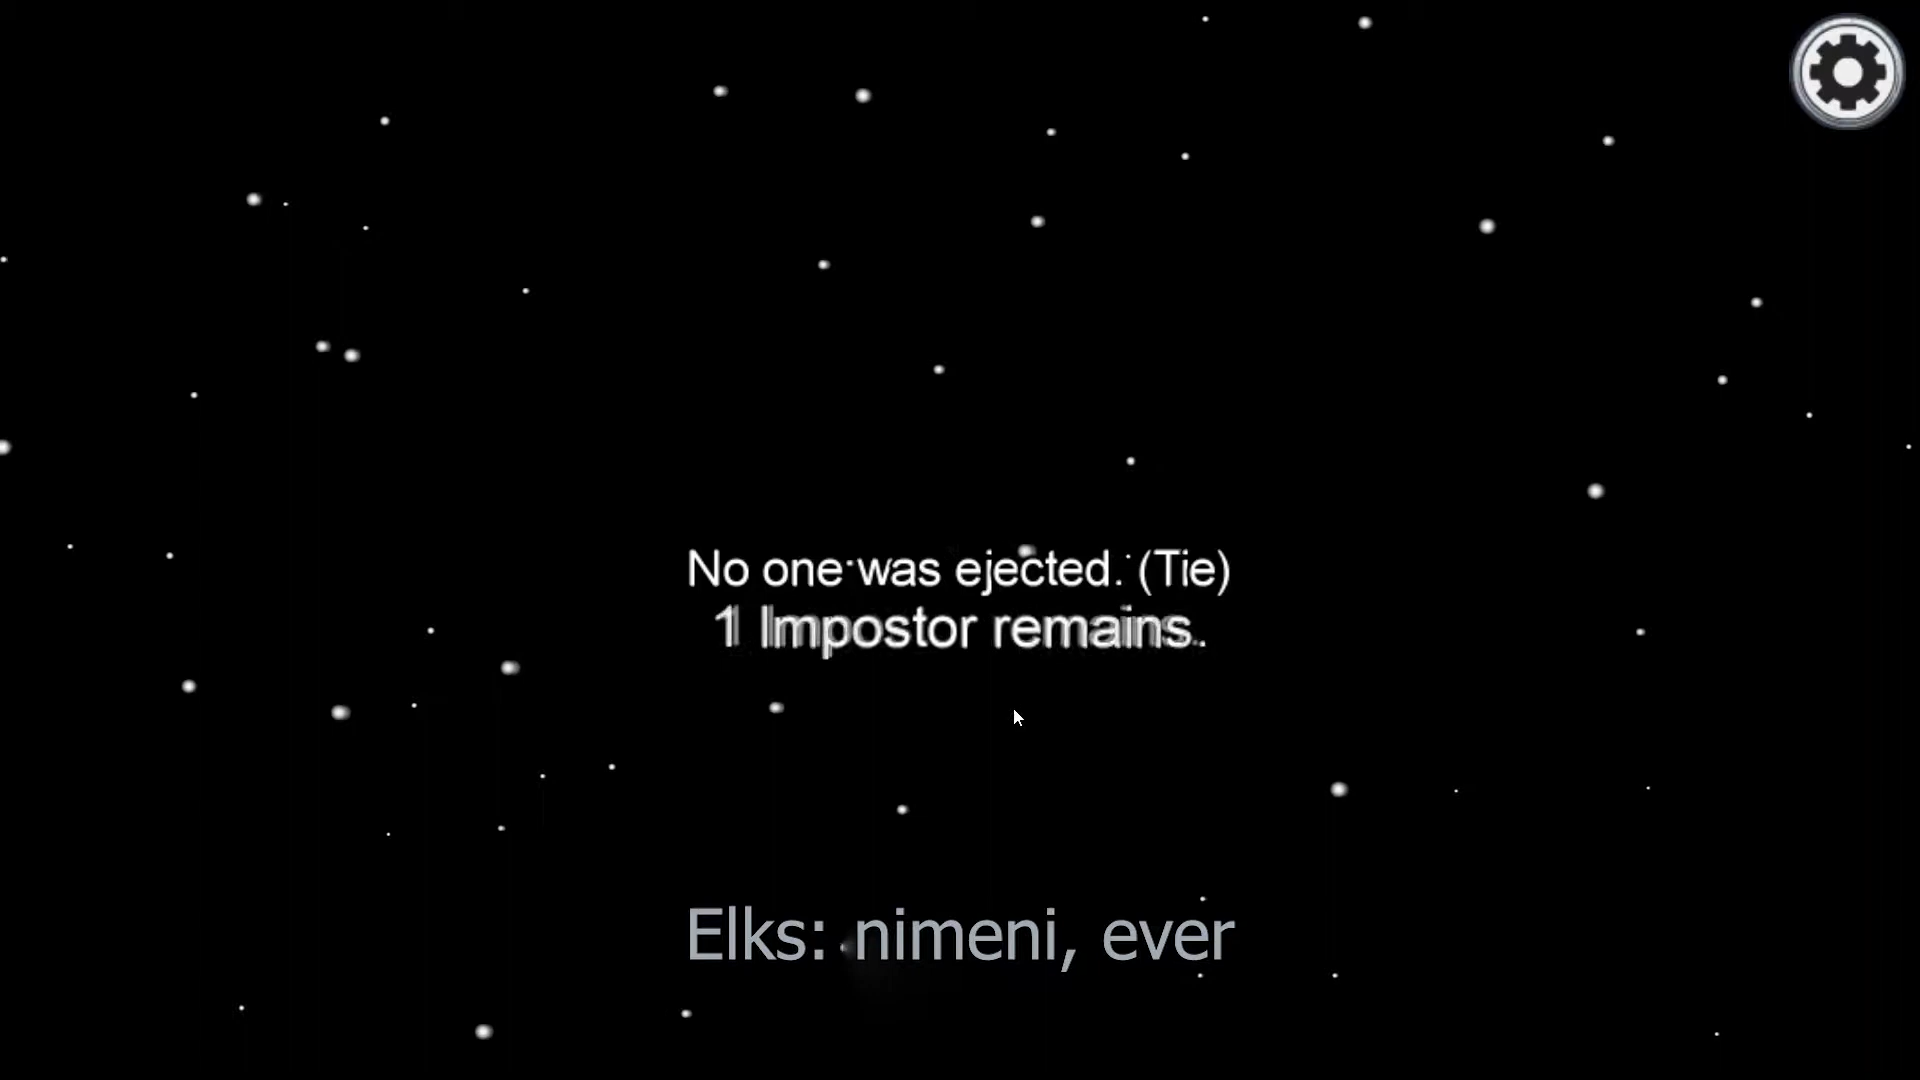 No one was ejected. (Tie)
1 Impostor remains.
Elks: nimeni, ever